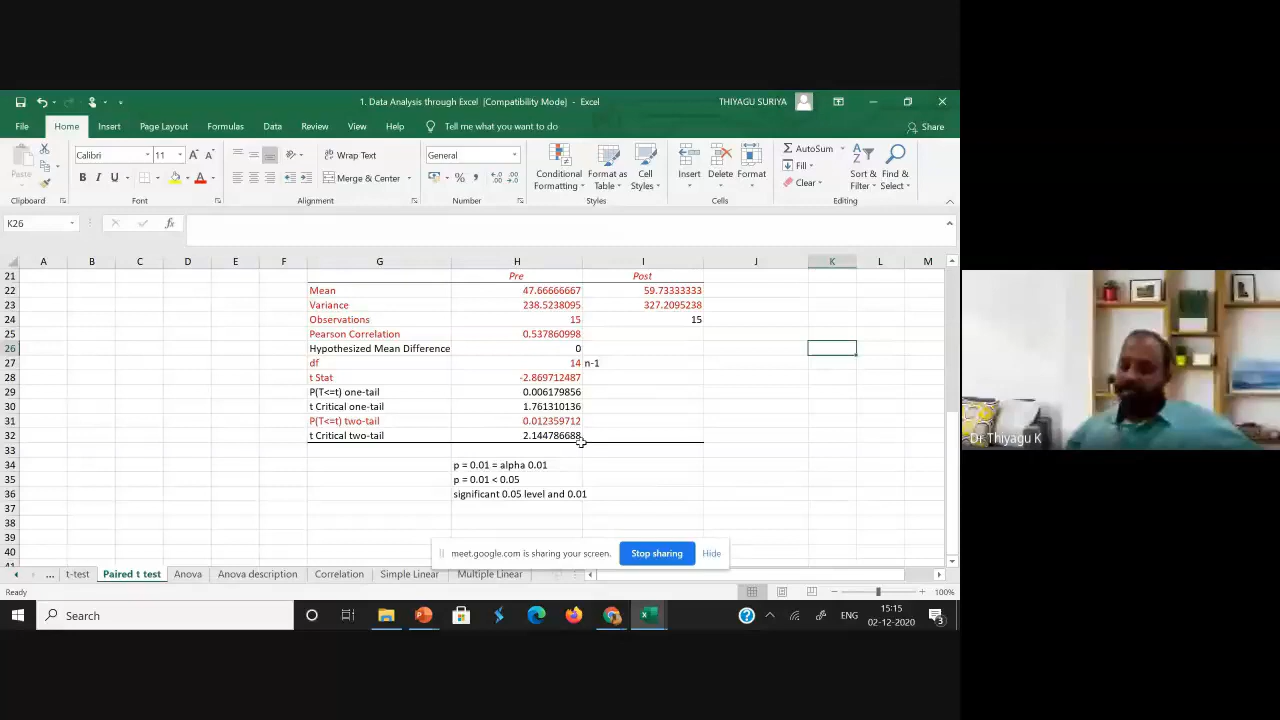 1. Data Analysis through Excel [Compatibility Mode] - Excel
THIYAGU SURIYA
File Home Insert Page Layout Formulas Data Review View Help Tell me what you want to do Share
Paste
Calibri 11
Wrap Text
Merge & Center
General
Conditional Formatting
Format as Table
Cell Styles
Insert Delete Format
AutoSum
Fill
Clear
Sort & Filter
Find & Select
Clipboard Font Alignment Number Styles Cells Editing
K26
A B C D E F G H I J K L M
21 Pre Post
22 Mean 47.66666667 59.73333333
23 Variance 238.5238095 327.2095238
24 Observations 15 15
25 Pearson Correlation 0.537860998
26 Hypothesized Mean Difference 0
27 df 14 n-1
28 t Stat -2.869712487
29 P(T<=t) one-tail 0.006179856
30 t Critical one-tail 1.761310136
31 P(T<=t) two-tail 0.012359712
32 t Critical two-tail 2.144786688
33
34 p = 0.01 = alpha 0.01
35 p = 0.01 < 0.05
36 significant 0.05 level and 0.01
37
38
39
40
meet.google.com is sharing your screen. Stop sharing Hide
... t-test Paired t test Anova Anova description Correlation Simple Linear Multiple Linear
Ready 100%
Search
ENG
15:15
02-12-2020
3
Dr Thiyagu K